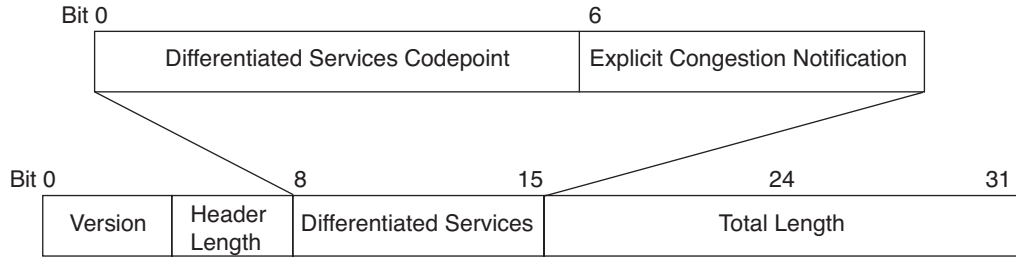 Bit 0 6
Differentiated Services Codepoint Explicit Congestion Notification
Bit 0 8 15 24 31
Version Header Length Differentiated Services Total Length